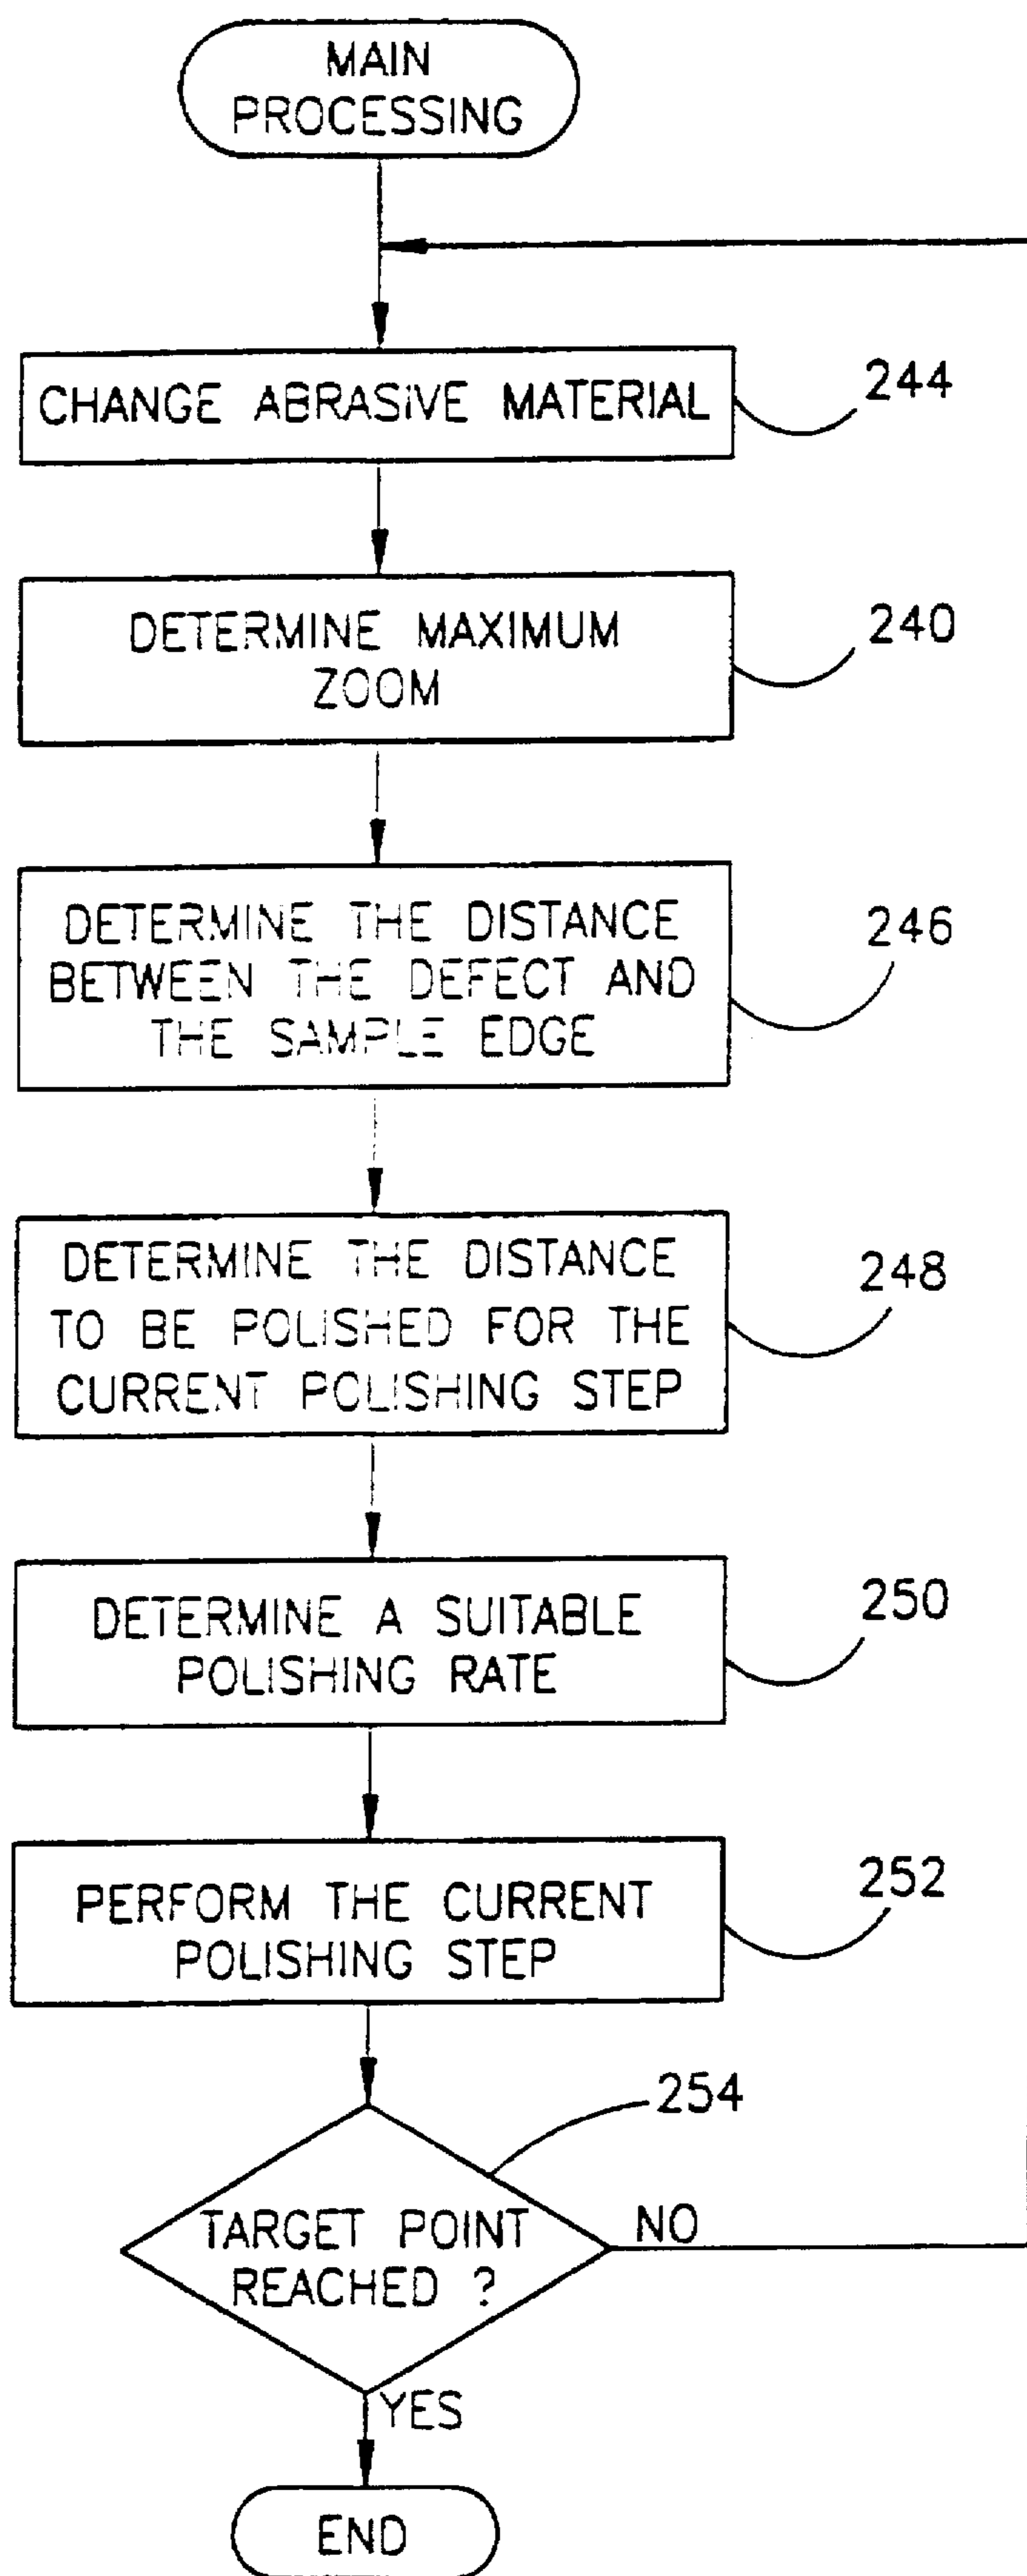 MAIN
PROCESSING
CHANGE ABRASIVE MATERIAL
244
DETERMINE MAXIMUM
ZOOM
240
DETERMINE THE DISTANCE
BETWEEN THE DEFECT AND
THE SAMPLE EDGE
246
DETERMINE THE DISTANCE
TO BE POLISHED FOR THE
CURRENT POLISHING STEP
248
DETERMINE A SUITABLE
POLISHING RATE
250
PERFORM THE CURRENT
POLISHING STEP
252
254
TARGET POINT
REACHED ?
NO
YES
END